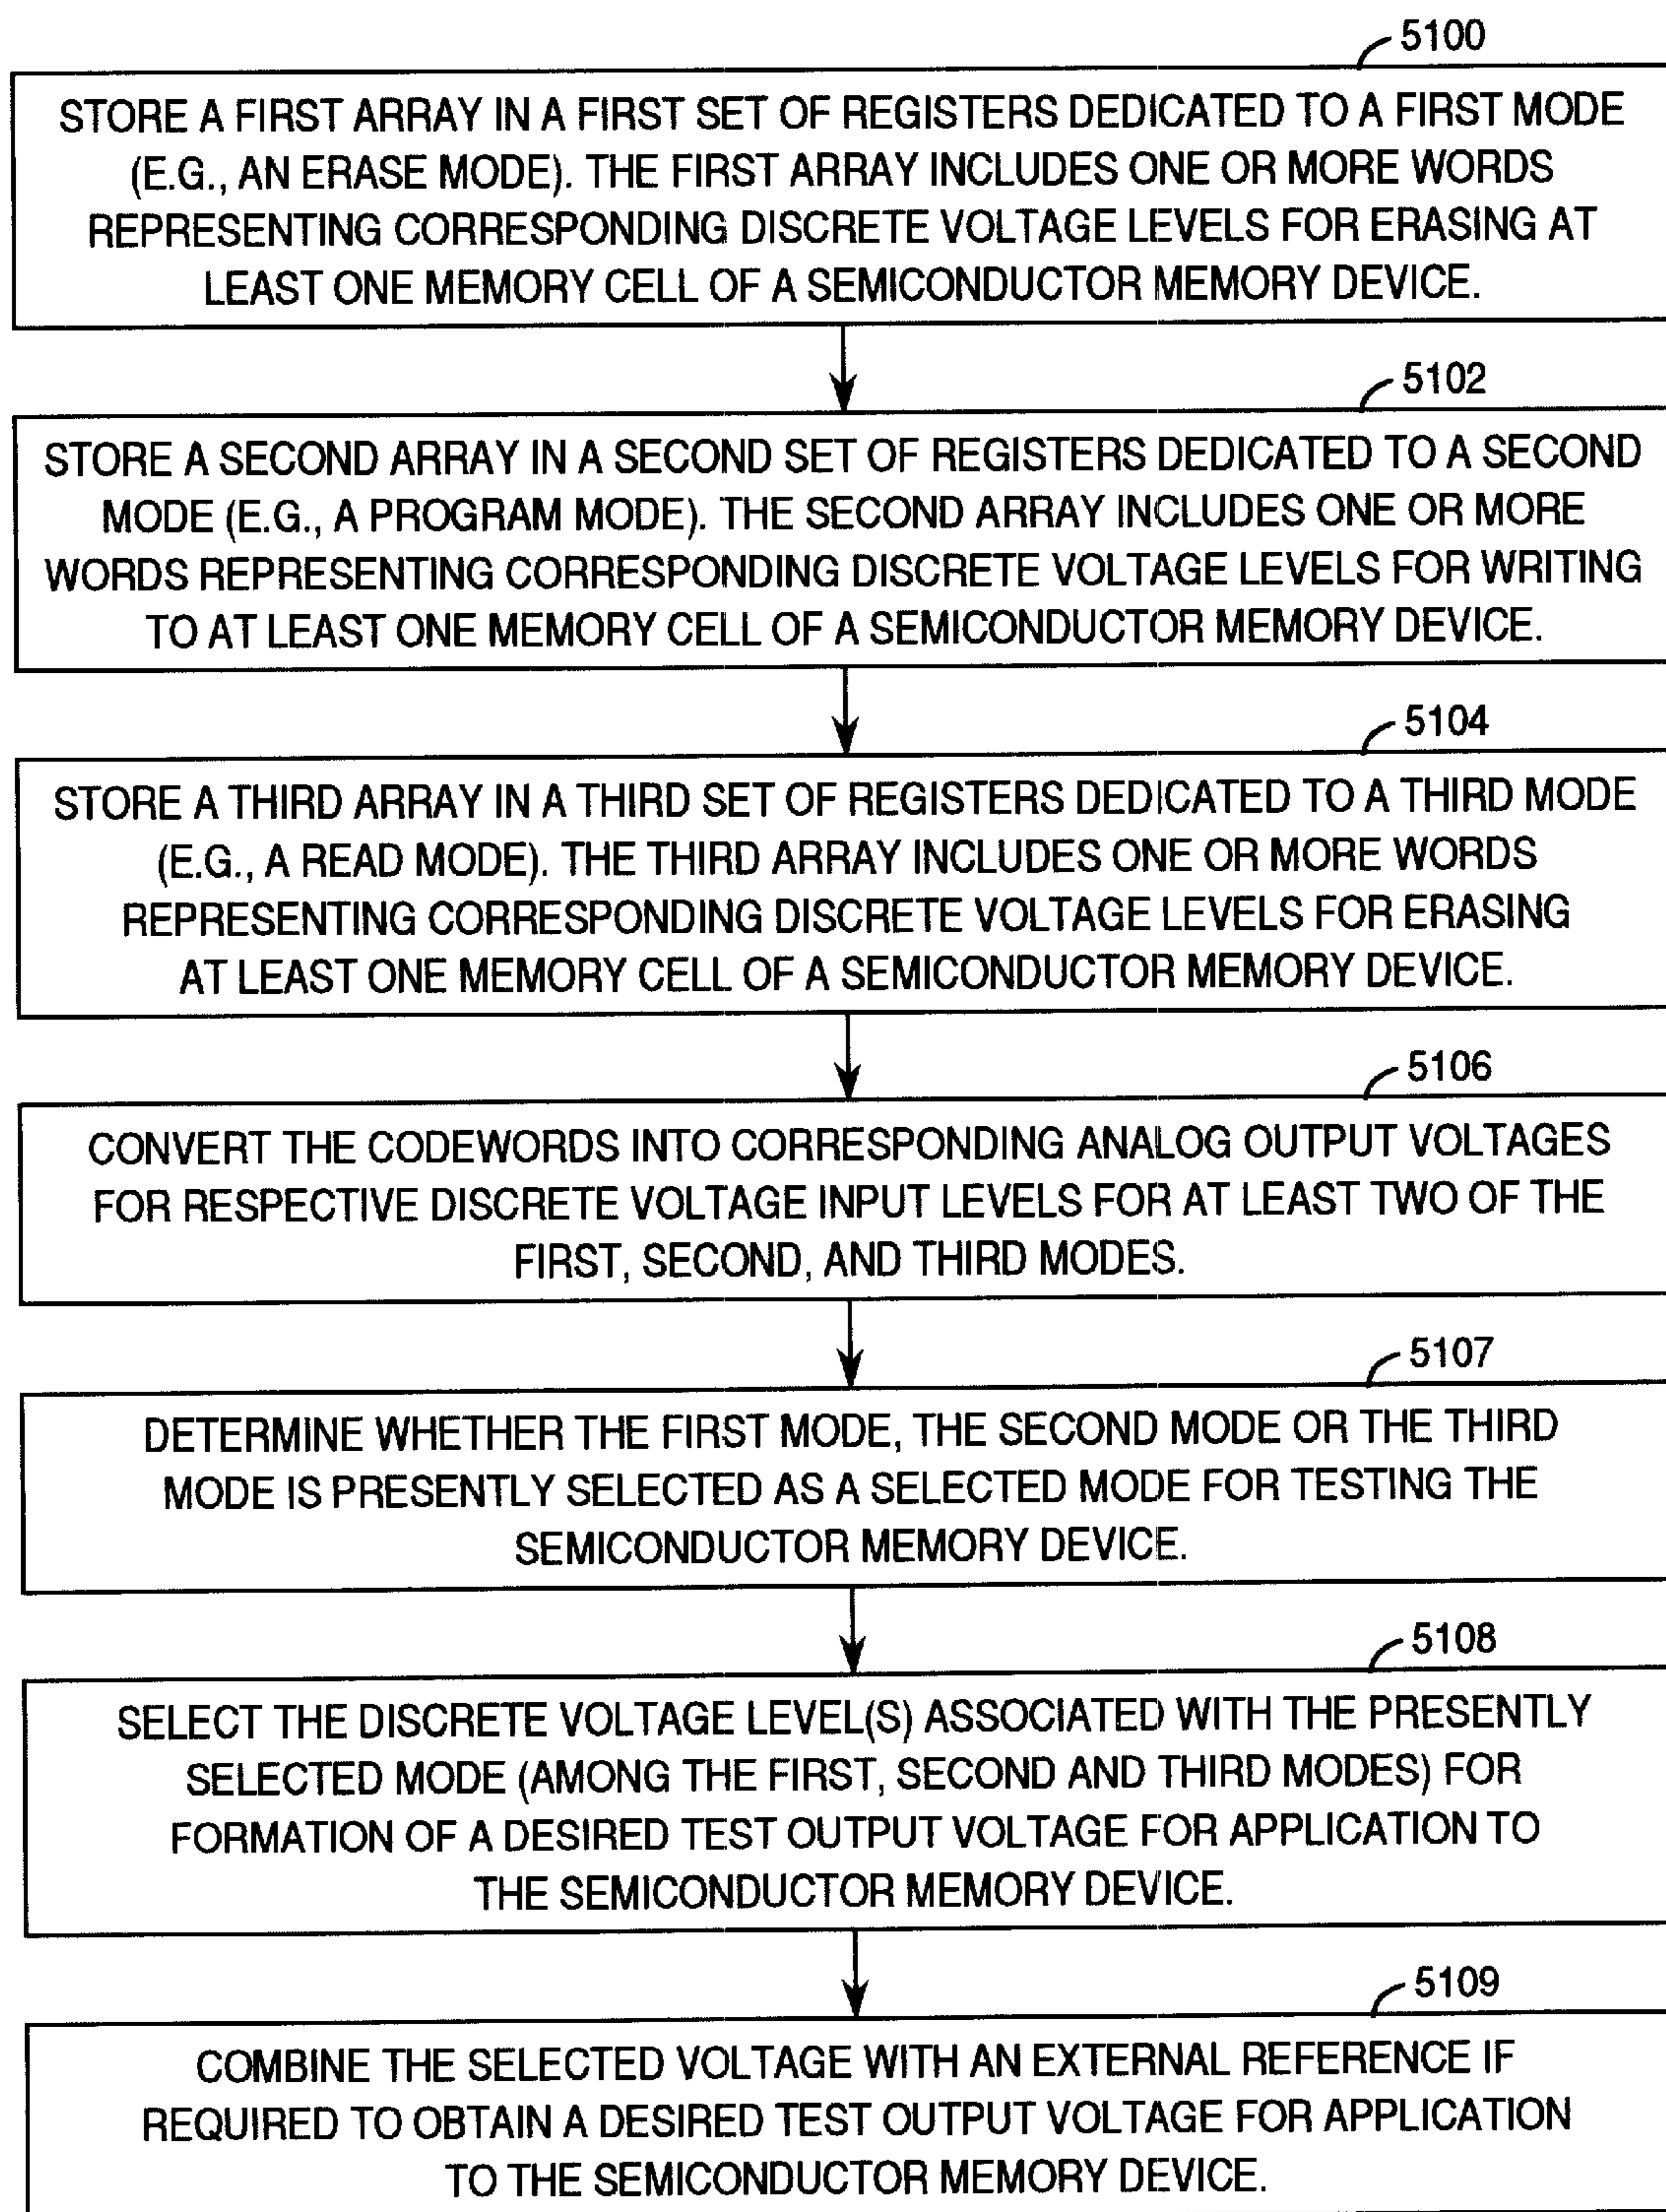 5100
STORE A FIRST ARRAY IN A FIRST SET OF REGISTERS DEDICATED TO A FIRST MODE
(E.G., AN ERASE MODE). THE FIRST ARRAY INCLUDES ONE OR MORE WORDS
REPRESENTING CORRESPONDING DISCRETE VOLTAGE LEVELS FOR ERASING AT
LEAST ONE MEMORY CELL OF A SEMICONDUCTOR MEMORY DEVICE.
5102
STORE A SECOND ARRAY IN A SECOND SET OF REGISTERS DEDICATED TO A SECOND
MODE (E.G., A PROGRAM MODE). THE SECOND ARRAY INCLUDES ONE OR MORE
WORDS REPRESENTING CORRESPONDING DISCRETE VOLTAGE LEVELS FOR WRITING
TO AT LEAST ONE MEMORY CELL OF A SEMICONDUCTOR MEMORY DEVICE.
5104
STORE A THIRD ARRAY IN A THIRD SET OF REGISTERS DEDICATED TO A THIRD MODE
(E.G., A READ MODE). THE THIRD ARRAY INCLUDES ONE OR MORE WORDS
REPRESENTING CORRESPONDING DISCRETE VOLTAGE LEVELS FOR ERASING
AT LEAST ONE MEMORY CELL OF A SEMICONDUCTOR MEMORY DEVICE.
5106
CONVERT THE CODEWORDS INTO CORRESPONDING ANALOG OUTPUT VOLTAGES
FOR RESPECTIVE DISCRETE VOLTAGE INPUT LEVELS FOR AT LEAST TWO OF THE
FIRST, SECOND, AND THIRD MODES.
5107
DETERMINE WHETHER THE FIRST MODE, THE SECOND MODE OR THE THIRD
MODE IS PRESENTLY SELECTED AS A SELECTED MODE FOR TESTING THE
SEMICONDUCTOR MEMORY DEVICE.
5108
SELECT THE DISCRETE VOLTAGE LEVEL(S) ASSOCIATED WITH THE PRESENTLY
SELECTED MODE (AMONG THE FIRST, SECOND AND THIRD MODES) FOR
FORMATION OF A DESIRED TEST OUTPUT VOLTAGE FOR APPLICATION TO
THE SEMICONDUCTOR MEMORY DEVICE.
5109
COMBINE THE SELECTED VOLTAGE WITH AN EXTERNAL REFERENCE IF
REQUIRED TO OBTAIN A DESIRED TEST OUTPUT VOLTAGE FOR APPLICATION
TO THE SEMICONDUCTOR MEMORY DEVICE.